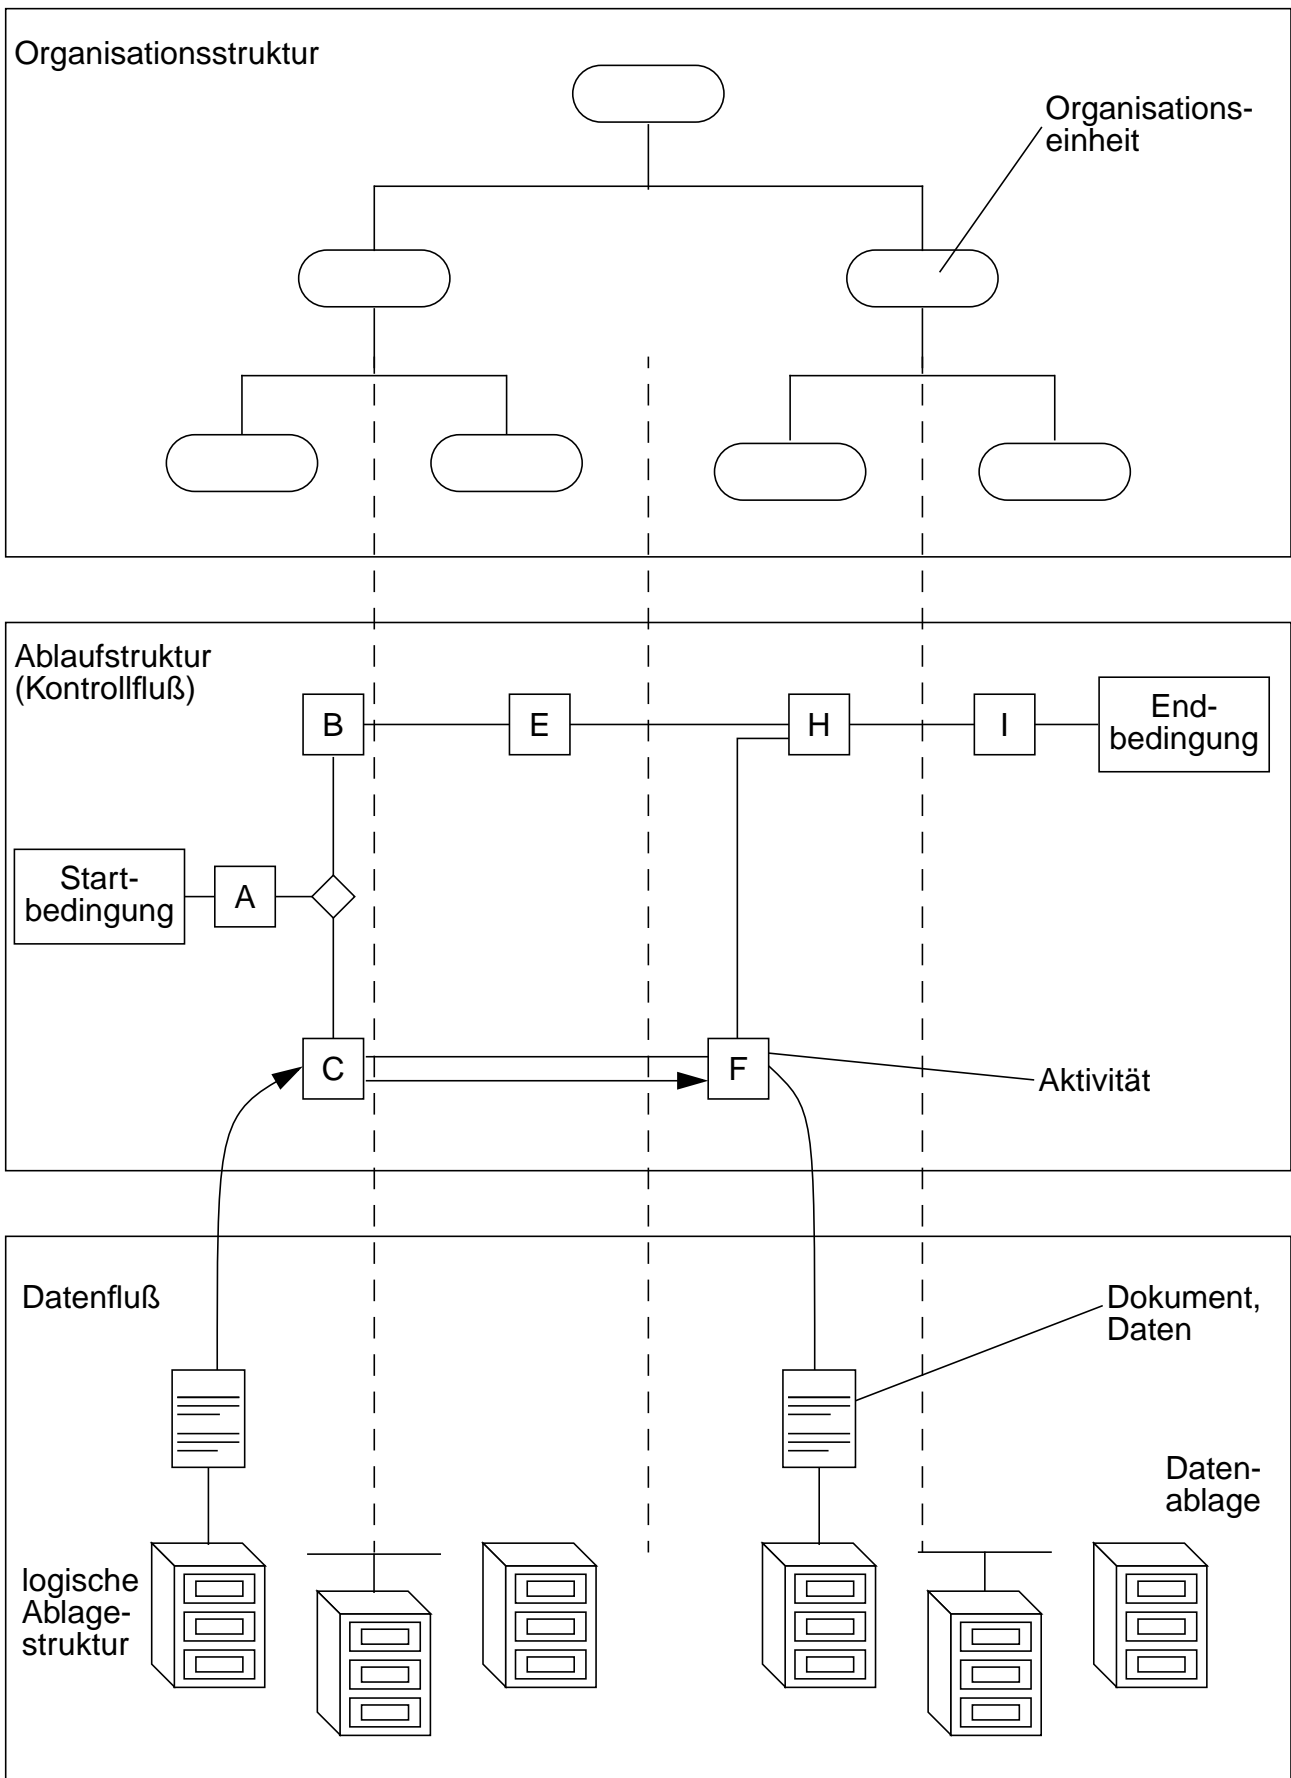 Organisationsstruktur
Organisations-
einheit
Ablaufstruktur
(Kontrollfluß)
B
E
H
I
End-
bedingung
Start-
bedingung
A
C
F
Aktivität
Datenfluß
Dokument,
Daten
Daten-
ablage
logische
Ablage-
struktur